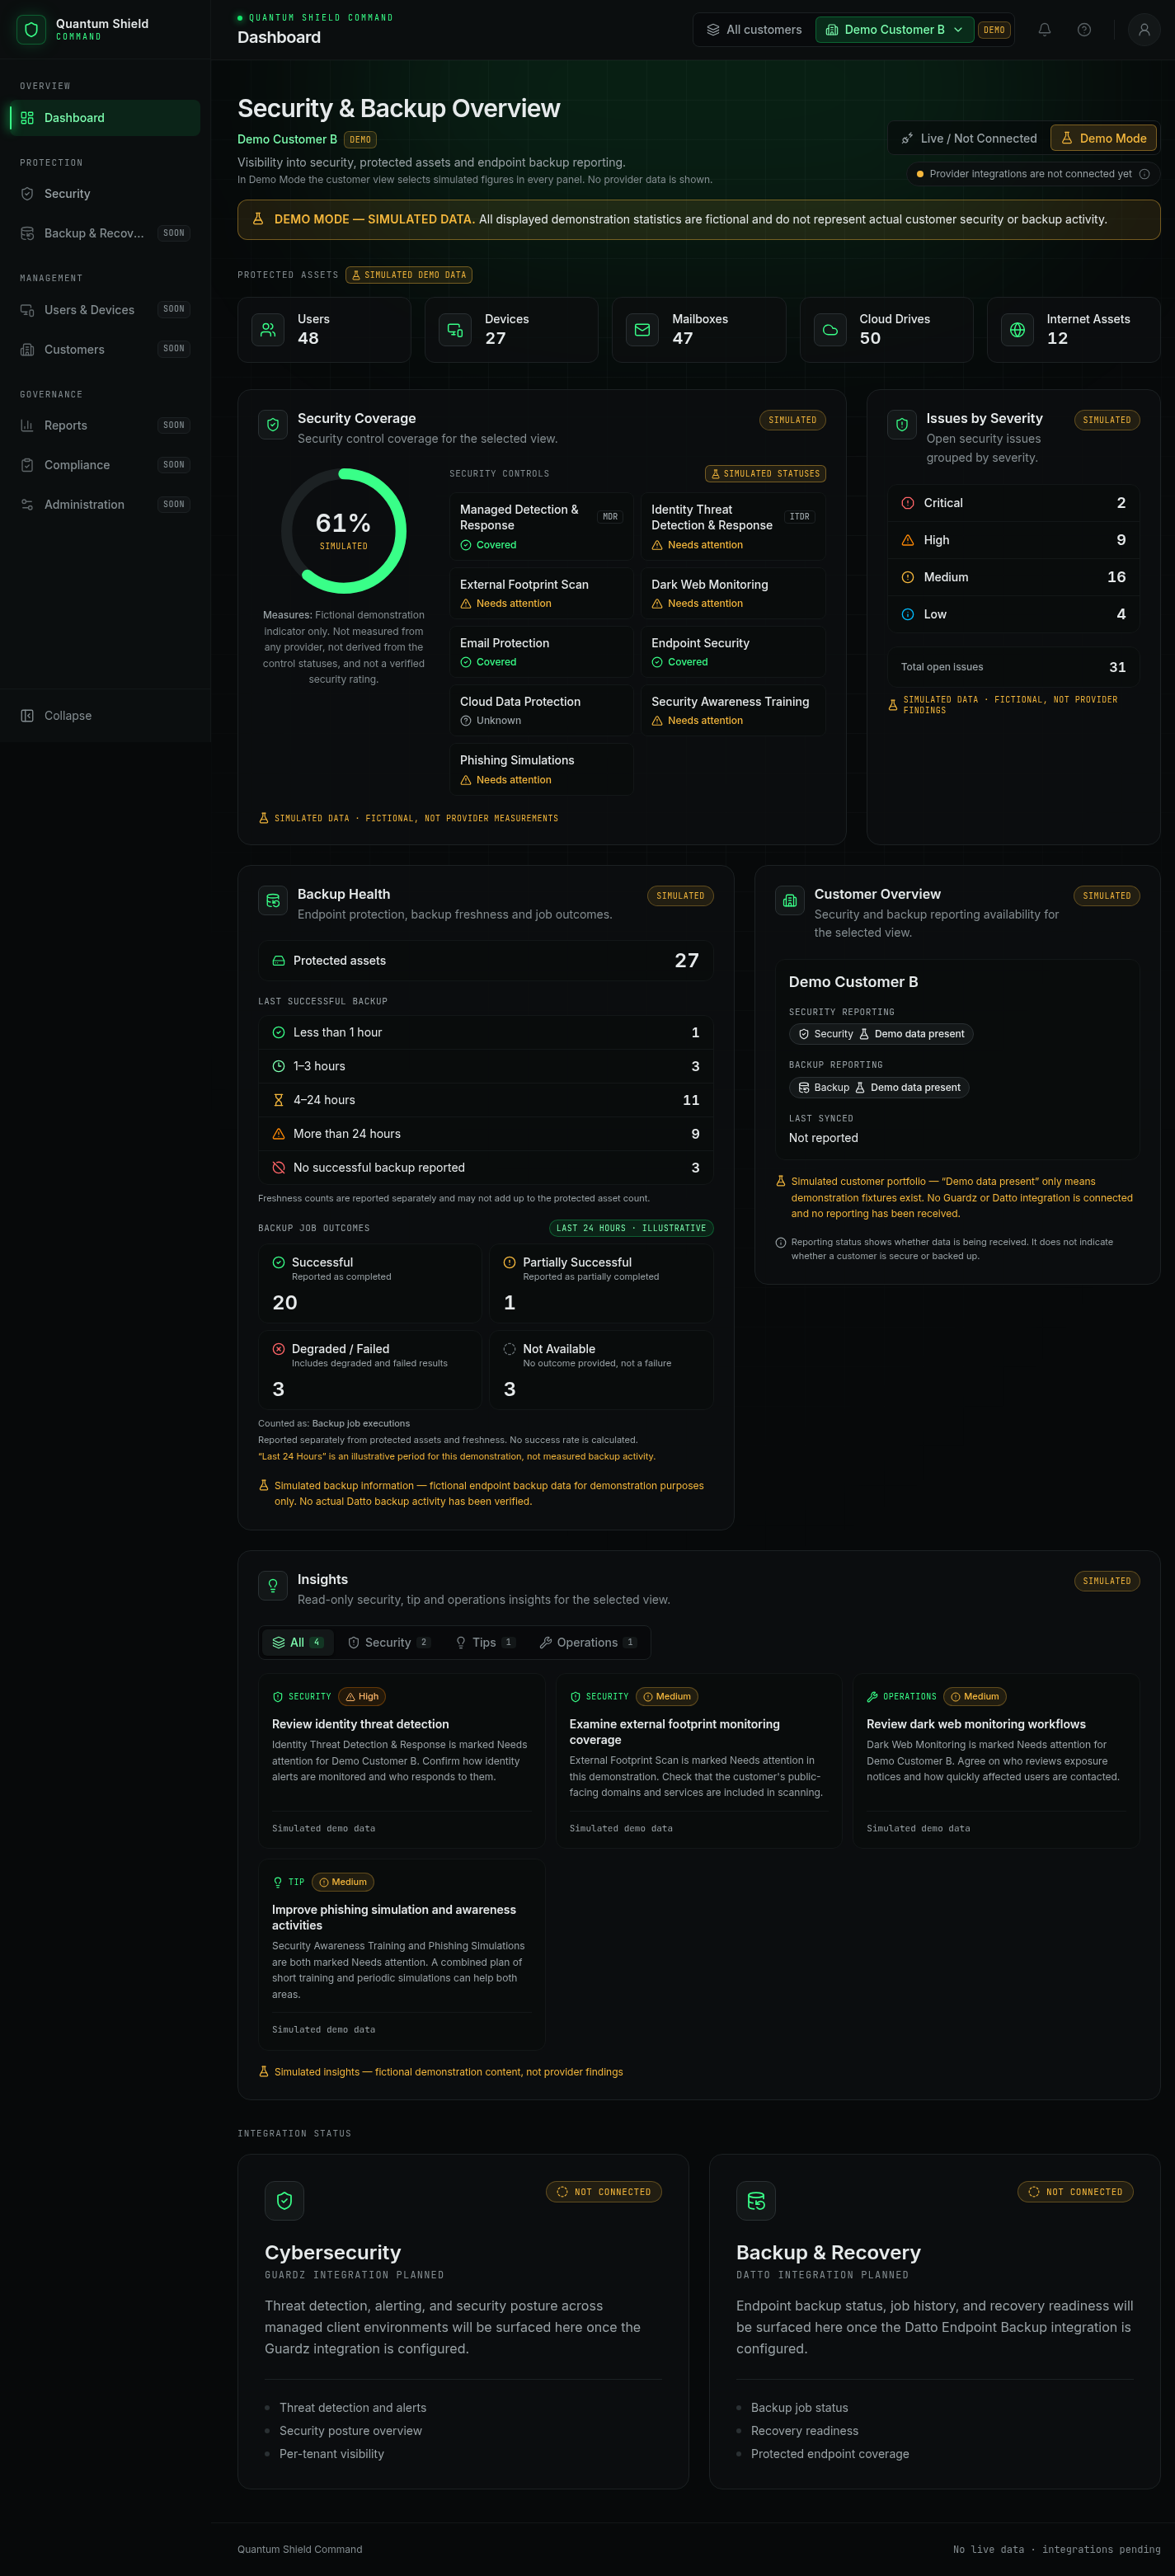 Quantum Shield
COMMAND
QUANTUM SHIELD COMMAND
Dashboard
All customers
Demo Customer B
DEMO
OVERVIEW
Dashboard
PROTECTION
Security
Backup & Recov... SOON
MANAGEMENT
Users & Devices SOON
Customers SOON
GOVERNANCE
Reports SOON
Compliance SOON
Administration SOON
Collapse
Security & Backup Overview
Demo Customer B DEMO
Visibility into security, protected assets and endpoint backup reporting.
In Demo Mode the customer view selects simulated figures in every panel. No provider data is shown.
Live / Not Connected Demo Mode
Provider integrations are not connected yet
DEMO MODE — SIMULATED DATA. All displayed demonstration statistics are fictional and do not represent actual customer security or backup activity.
PROTECTED ASSETS SIMULATED DEMO DATA
Users
48
Devices
27
Mailboxes
47
Cloud Drives
50
Internet Assets
12
Security Coverage
Security control coverage for the selected view.
SIMULATED
61%
SIMULATED
Measures: Fictional demonstration
indicator only. Not measured from
any provider, not derived from the
control statuses, and not a verified
security rating.
SECURITY CONTROLS SIMULATED STATUSES
Managed Detection &
Response
MDR
Covered
Identity Threat
Detection & Response
ITDR
Needs attention
External Footprint Scan
Needs attention
Dark Web Monitoring
Needs attention
Email Protection
Covered
Endpoint Security
Covered
Cloud Data Protection
Unknown
Security Awareness Training
Needs attention
Phishing Simulations
Needs attention
SIMULATED DATA · FICTIONAL, NOT PROVIDER MEASUREMENTS
Issues by Severity
Open security issues
grouped by severity.
SIMULATED
Critical 2
High 9
Medium 16
Low 4
Total open issues 31
SIMULATED DATA · FICTIONAL, NOT PROVIDER
FINDINGS
Backup Health
Endpoint protection, backup freshness and job outcomes.
SIMULATED
Protected assets 27
LAST SUCCESSFUL BACKUP
Less than 1 hour 1
1–3 hours 3
4–24 hours 11
More than 24 hours 9
No successful backup reported 3
Freshness counts are reported separately and may not add up to the protected asset count.
BACKUP JOB OUTCOMES LAST 24 HOURS · ILLUSTRATIVE
Successful
Reported as completed
20
Partially Successful
Reported as partially completed
1
Degraded / Failed
Includes degraded and failed results
3
Not Available
No outcome provided, not a failure
3
Counted as: Backup job executions
Reported separately from protected assets and freshness. No success rate is calculated.
“Last 24 Hours” is an illustrative period for this demonstration, not measured backup activity.
Simulated backup information — fictional endpoint backup data for demonstration purposes
only. No actual Datto backup activity has been verified.
Customer Overview
Security and backup reporting availability for
the selected view.
SIMULATED
Demo Customer B
SECURITY REPORTING
Security Demo data present
BACKUP REPORTING
Backup Demo data present
LAST SYNCED
Not reported
Simulated customer portfolio — “Demo data present” only means
demonstration fixtures exist. No Guardz or Datto integration is connected
and no reporting has been received.
Reporting status shows whether data is being received. It does not indicate
whether a customer is secure or backed up.
Insights
Read-only security, tip and operations insights for the selected view.
SIMULATED
All 4 Security 2 Tips 1 Operations 1
SECURITY High
Review identity threat detection
Identity Threat Detection & Response is marked Needs
attention for Demo Customer B. Confirm how identity
alerts are monitored and who responds to them.
Simulated demo data
SECURITY Medium
Examine external footprint monitoring
coverage
External Footprint Scan is marked Needs attention in
this demonstration. Check that the customer's public-
facing domains and services are included in scanning.
Simulated demo data
OPERATIONS Medium
Review dark web monitoring workflows
Dark Web Monitoring is marked Needs attention for
Demo Customer B. Agree on who reviews exposure
notices and how quickly affected users are contacted.
Simulated demo data
TIP Medium
Improve phishing simulation and awareness
activities
Security Awareness Training and Phishing Simulations
are both marked Needs attention. A combined plan of
short training and periodic simulations can help both
areas.
Simulated demo data
Simulated insights — fictional demonstration content, not provider findings
INTEGRATION STATUS
NOT CONNECTED
Cybersecurity
GUARDZ INTEGRATION PLANNED
Threat detection, alerting, and security posture across
managed client environments will be surfaced here once the
Guardz integration is configured.
Threat detection and alerts
Security posture overview
Per-tenant visibility
NOT CONNECTED
Backup & Recovery
DATTO INTEGRATION PLANNED
Endpoint backup status, job history, and recovery readiness will
be surfaced here once the Datto Endpoint Backup integration is
configured.
Backup job status
Recovery readiness
Protected endpoint coverage
Quantum Shield Command
No live data · integrations pending